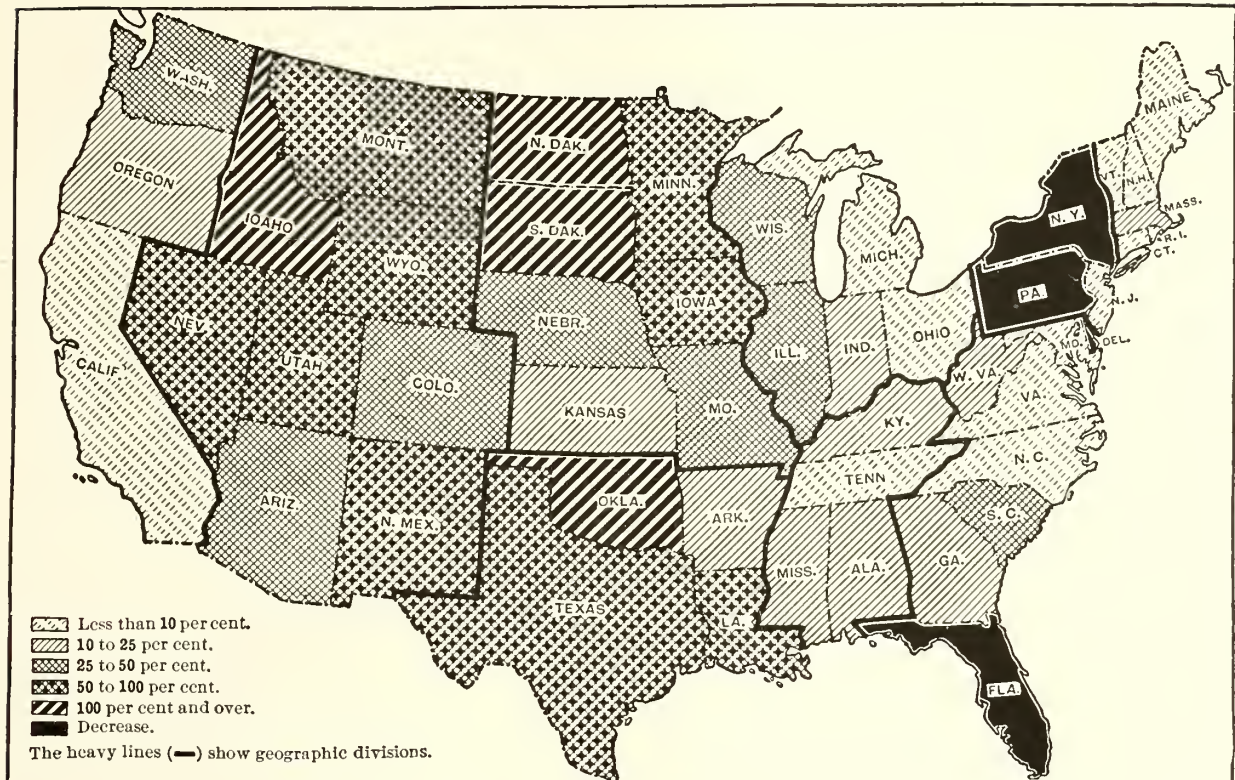 WASH.
MONT.
N. DAK.
MINN.
MAINE
VT.
N.H.
OREGON
IOAHO
S. DAK.
WIS.
N.Y.
MASS.
R.I.
CT.
WYO.
MICH.
IOWA
PA.
N.J.
NEV.
UTAH
NEBR.
ILL.
IND.
OHIO
MD.
DEL.
CALIF.
COLO.
KANSAS
MO.
W. VA.
VA.
KY.
N.C.
TENN
ARIZ.
N. MEX.
OKLA.
ARK.
S.C.
MISS.
ALA.
GA.
TEXAS
LA.
FLA.
Less than 10 per cent.
10 to 25 per cent.
25 to 50 per cent.
50 to 100 per cent.
100 per cent and over.
Decrease.
The heavy lines (━) show geographic divisions.